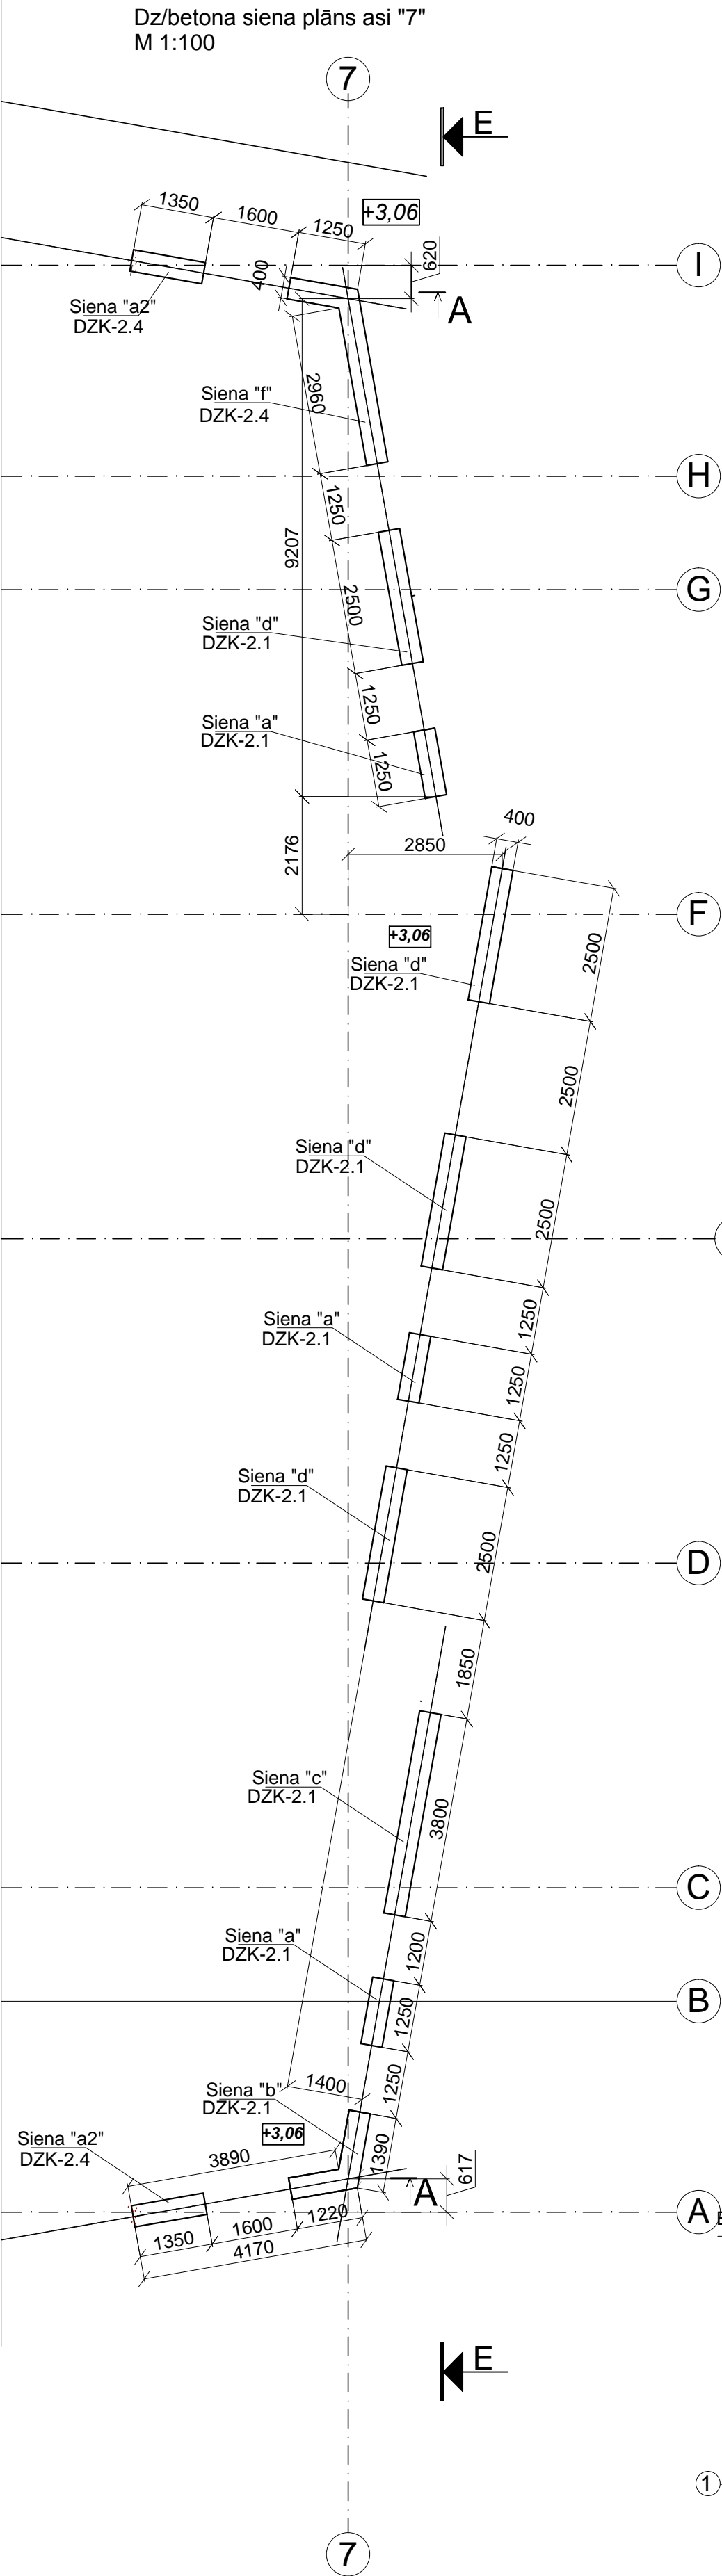 Dz/betona siena plāns asi "7"
M 1:100
7
E
1350
1600
1250
+3,06
620
400
I
Siena "a2"
DZK-2.4
A
2960
Siena "f"
DZK-2.4
H
1250
9207
G
2500
Siena "d"
DZK-2.1
1250
Siena "a"
DZK-2.1
1250
400
2176
2850
F
+3,06
Siena "d"
DZK-2.1
2500
2500
Siena "d"
DZK-2.1
2500
Siena "a"
DZK-2.1
1250
1250
1250
Siena "d"
DZK-2.1
2500
D
1850
Siena "c"
DZK-2.1
3800
C
Siena "a"
DZK-2.1
1200
B
1250
1400
1250
Siena "b"
DZK-2.1
+3,06
Siena "a2"
DZK-2.4
3890
1390
617
A
A
1350
1600
1220
4170
E
1
7